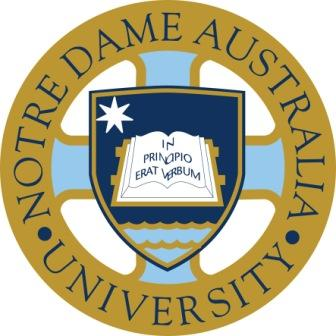 NOTRE DAME AUSTRALIA
• UNIVERSITY •
IN
PRINCIPIO
ERAT VERBUM